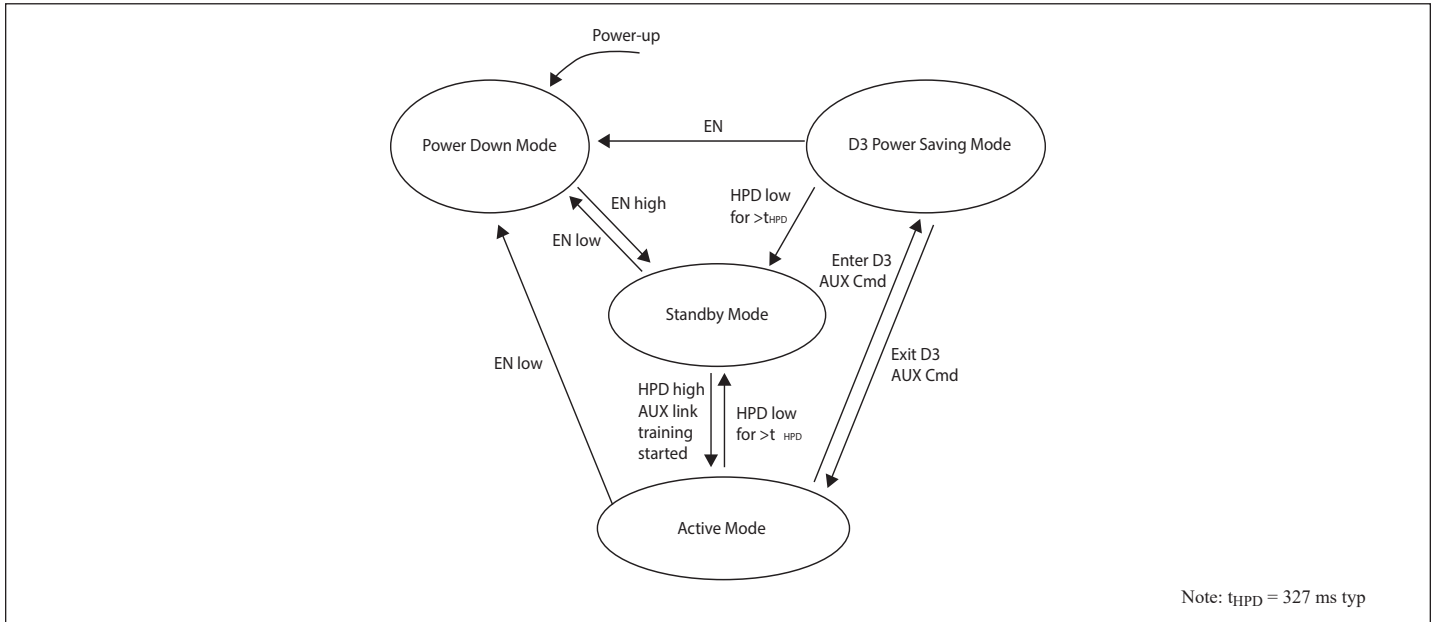 Power-up
Power Down Mode
EN
D3 Power Saving Mode
EN high
EN low
HPD low
for >tHPD
Enter D3
AUX Cmd
Standby Mode
EN low
Exit D3
AUX Cmd
HPD high
AUX link
training
started
HPD low
for >t HPD
Active Mode
Note: tHPD = 327 ms typ